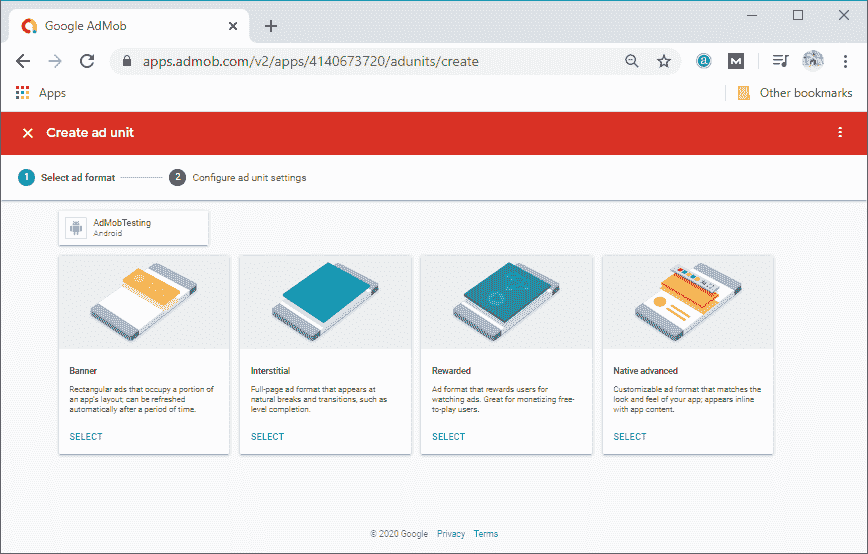 Google AdMob
apps.admob.com/v2/apps/4140673720/adunits/create
Apps
Other bookmarks
Create ad unit
1 Select ad format 2 Configure ad unit settings
AdMobTesting
Android
Banner
Rectangular ads that occupy a portion of
an app's layout; can be refreshed
automatically after a period of time.
SELECT
Interstitial
Full-page ad format that appears at
natural breaks and transitions, such as
level completion.
SELECT
Rewarded
Ad format that rewards users for
watching ads. Great for monetizing free-
to-play users.
SELECT
Native advanced
Customizable ad format that matches the
look and feel of your app; appears inline
with app content.
SELECT
© 2020 Google Privacy Terms